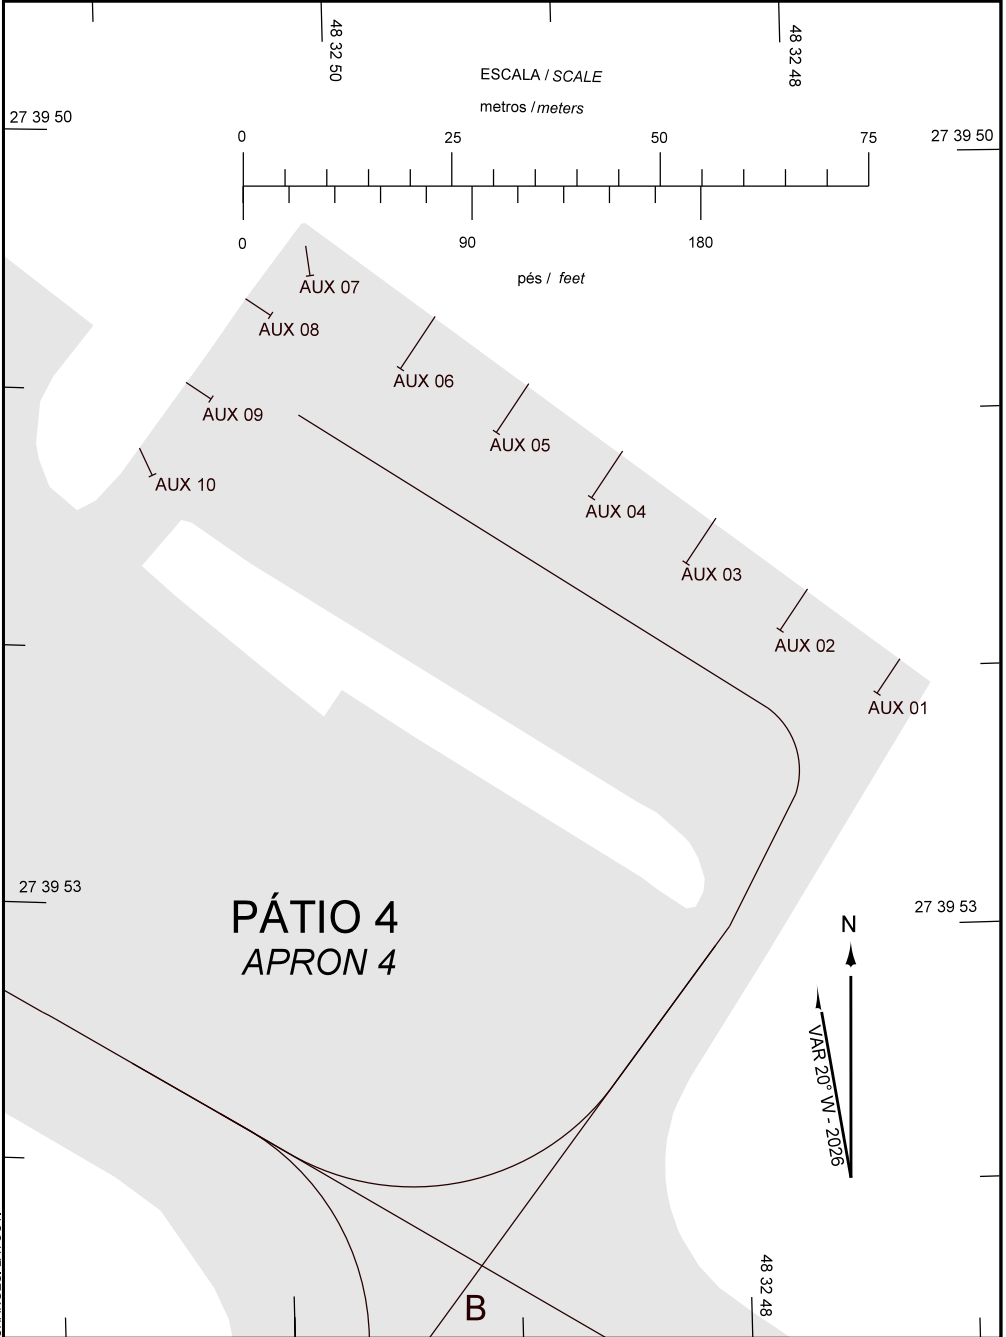 48 32 50
48 32 48
ESCALA / SCALE
metros / meters
27 39 50
27 39 50
0 25 50 75
0 90 180
pés / feet
AUX 07
AUX 08
AUX 06
AUX 09
AUX 05
AUX 10
AUX 04
AUX 03
AUX 02
AUX 01
27 39 53
27 39 53
PÁTIO 4
APRON 4
N
VAR 20° W - 2026
48 32 48
B